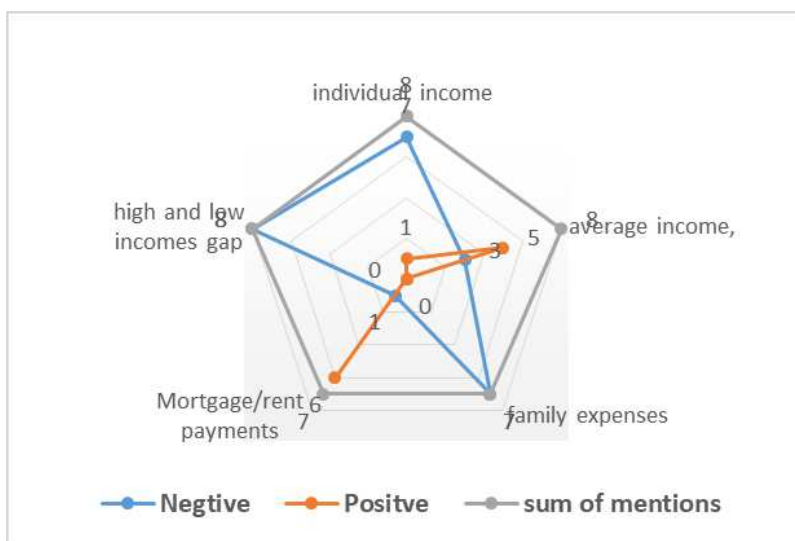 8
individual income
7
1
8
high and low
incomes gap
8
average income,
5
3
0
0
1
Mortgage/rent
payments
6
7
family expenses
7
Negtive
Positve
sum of mentions